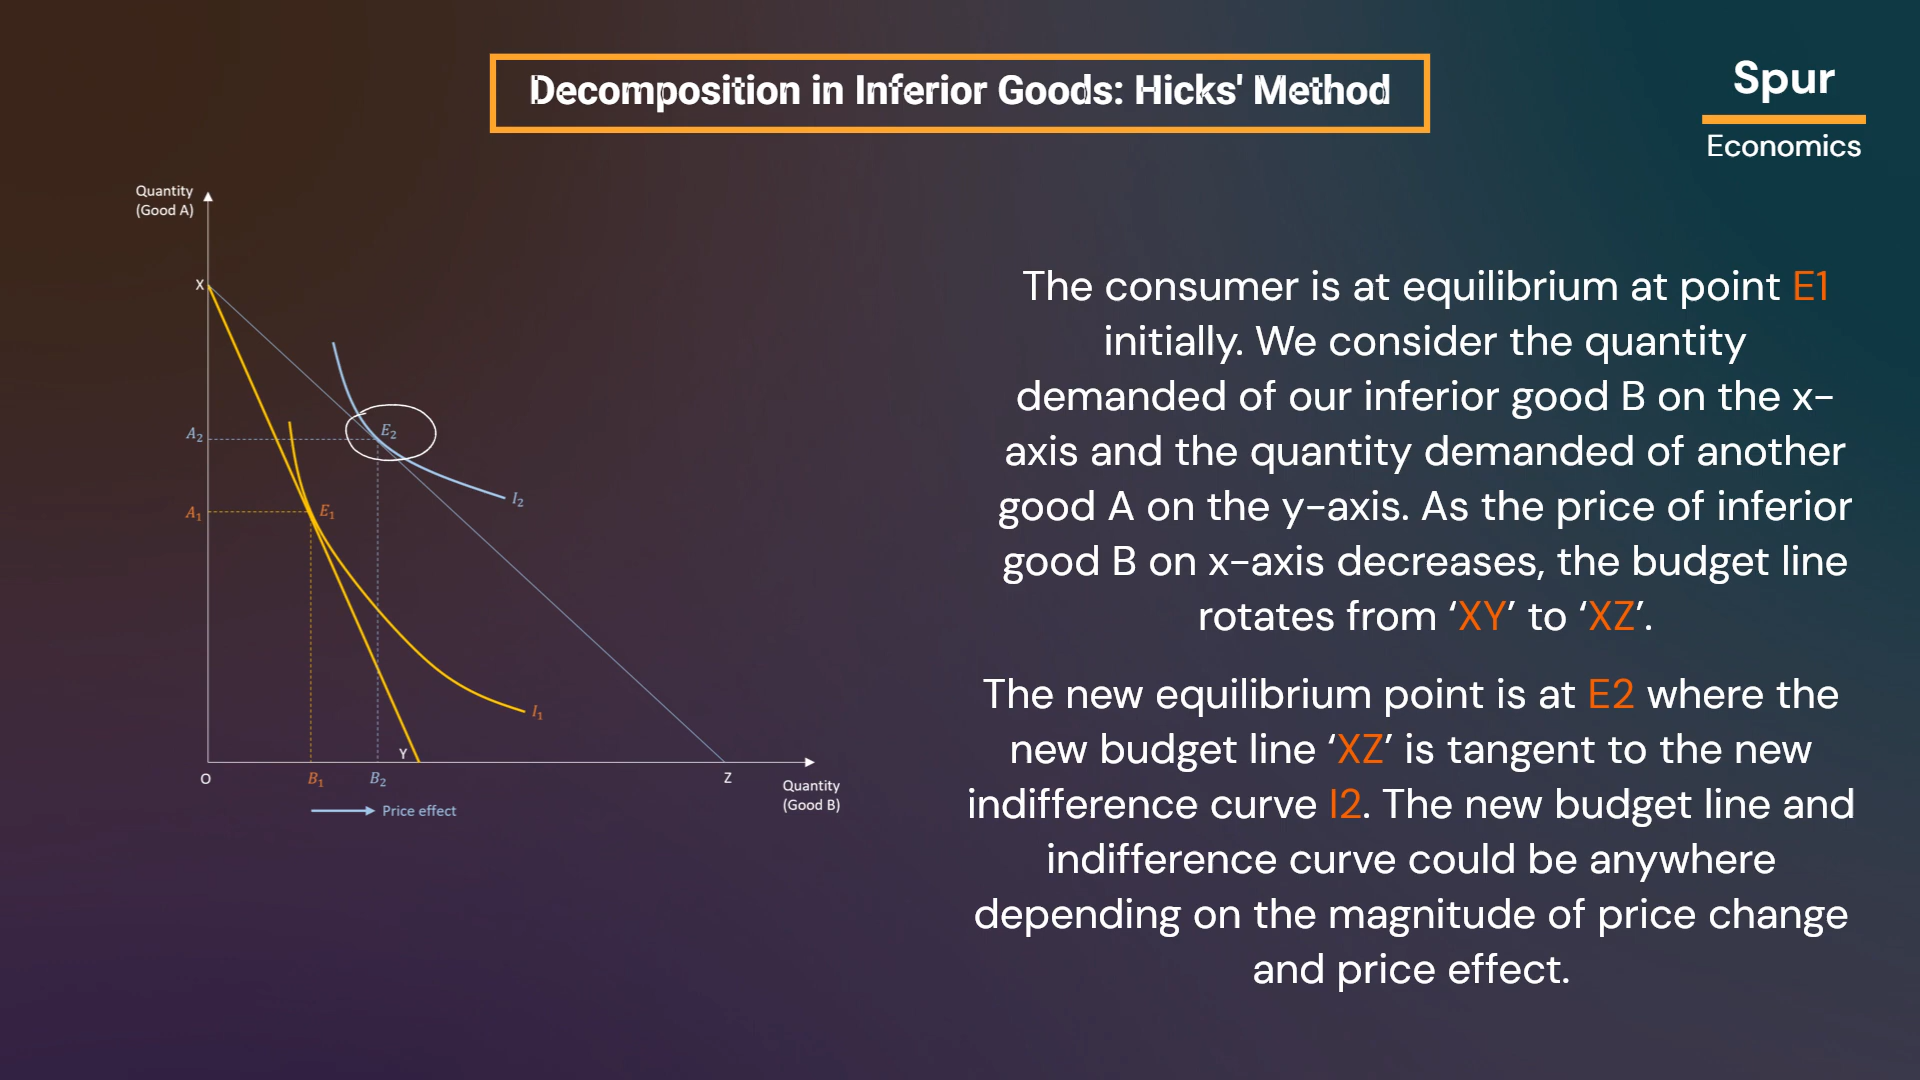 Decomposition in Inferior Goods: Hicks' Method
Spur
Economics
Quantity
(Good A)
X
A₂
E₂
I₂
A₁
E₁
I₁
Y
O
B₁
B₂
Z
Quantity
(Good B)
Price effect
The consumer is at equilibrium at point E1
initially. We consider the quantity
demanded of our inferior good B on the x-
axis and the quantity demanded of another
good A on the y-axis. As the price of inferior
good B on x-axis decreases, the budget line
rotates from ‘XY’ to ‘XZ’.
The new equilibrium point is at E2 where the
new budget line ‘XZ’ is tangent to the new
indifference curve I2. The new budget line and
indifference curve could be anywhere
depending on the magnitude of price change
and price effect.